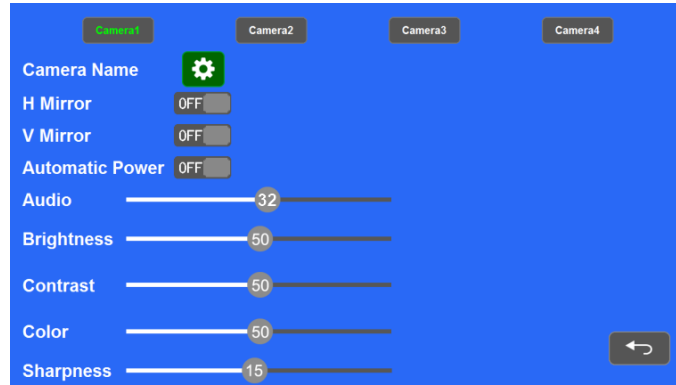 Camera1 Camera2 Camera3 Camera4
Camera Name
H Mirror OFF
V Mirror OFF
Automatic Power OFF
Audio 32
Brightness 50
Contrast 50
Color 50
Sharpness 15